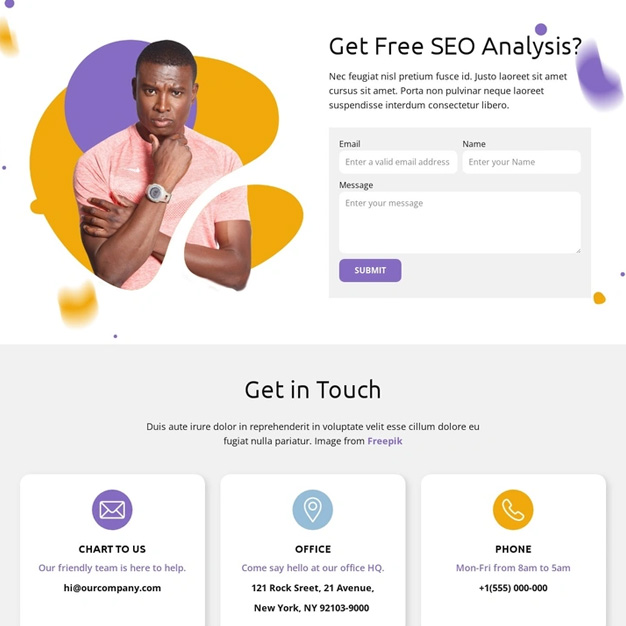 Get Free SEO Analysis?
Nec feugiat nisl pretium fusce id. Justo laoreet sit amet
cursus sit amet. Porta non pulvinar neque laoreet
suspendisse interdum consectetur libero.
Email
Name
Enter a valid email address
Enter your Name
Message
Enter your message
SUBMIT
Get in Touch
Duis aute irure dolor in reprehenderit in voluptate velit esse cillum dolore eu
fugiat nulla pariatur. Image from Freepik
CHART TO US
Our friendly team is here to help.
hi@ourcompany.com
OFFICE
Come say hello at our office HQ.
121 Rock Sreet, 21 Avenue,
New York, NY 92103-9000
PHONE
Mon-Fri from 8am to 5am
+1(555) 000-000